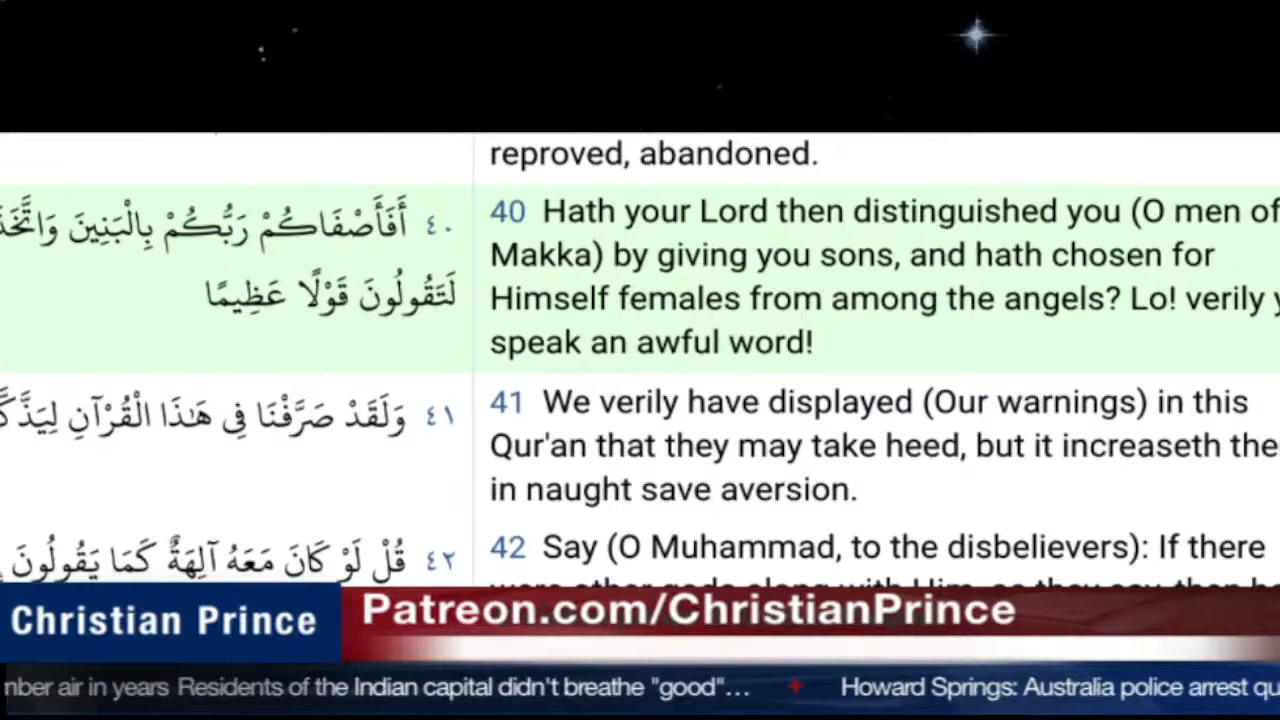 reproved, abandoned.
٤٠ أَفَأَصْفَاكُمْ رَبُّكُمْ بِالْبَنِينَ
لَتَقُولُونَ قَوْلًا عَظِيمًا
40 Hath your Lord then distinguished you (O men of
Makka) by giving you sons, and hath chosen for
Himself females from among the angels? Lo! verily
speak an awful word!
٤١ وَلَقَدْ صَرَّفْنَا فِى هَٰذَا الْقُرْآنِ
41 We verily have displayed (Our warnings) in this
Qur'an that they may take heed, but it increaseth
in naught save aversion.
٤٢ قُلْ لَوْ كَانَ مَعَهُ آلِهَةٌ كَمَا يَقُولُونَ
42 Say (O Muhammad, to the disbelievers): If there
Christian Prince
Patreon.com/ChristianPrince
air in years Residents of the Indian capital didn't breathe "good"... + Howard Springs: Australia police arrest